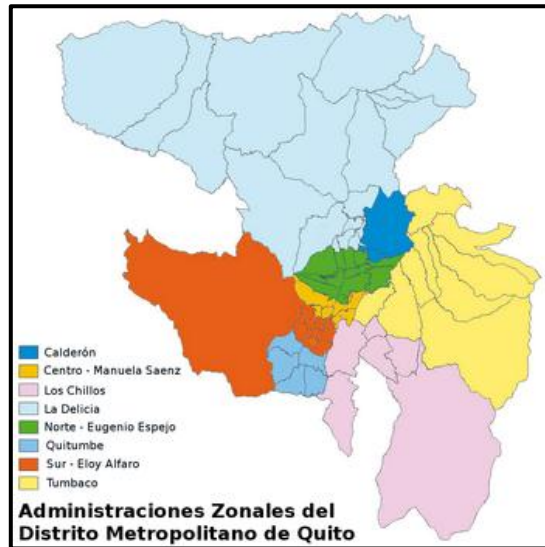 Calderón
Centro - Manuela Saenz
Los Chillos
La Delicia
Norte - Eugenio Espejo
Quitumbe
Sur - Eloy Alfaro
Tumbaco
Administraciones Zonales del
Distrito Metropolitano de Quito